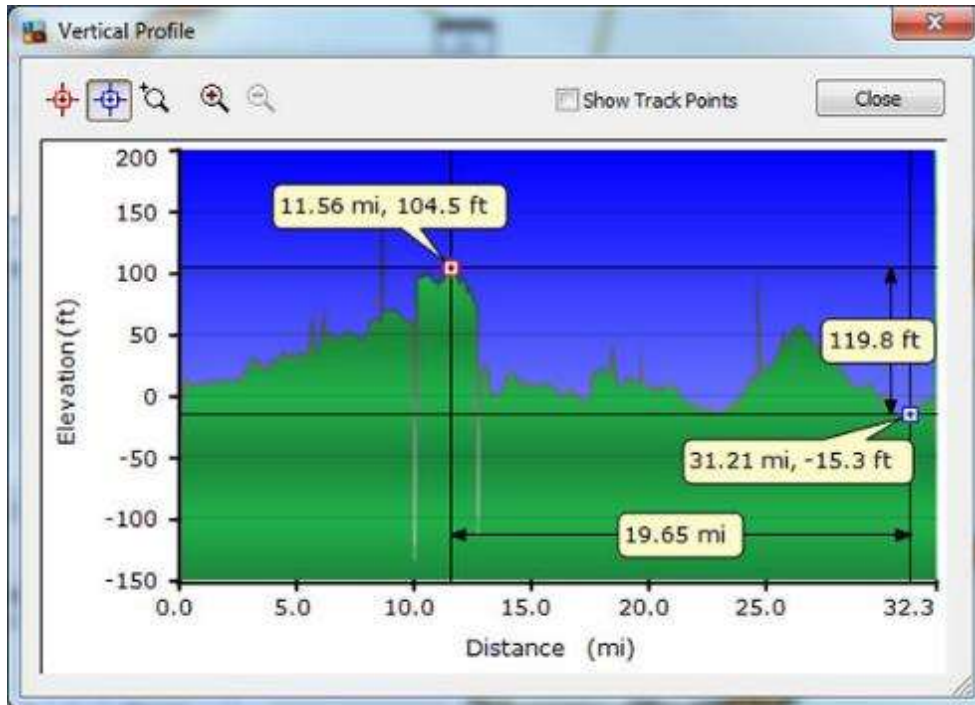 Vertical Profile
Show Track Points
Close
200
150
100
50
0
-50
-100
-150
Elevation (ft)
11.56 mi, 104.5 ft
119.8 ft
31.21 mi, -15.3 ft
19.65 mi
0.0 5.0 10.0 15.0 20.0 25.0 32.3
Distance (mi)